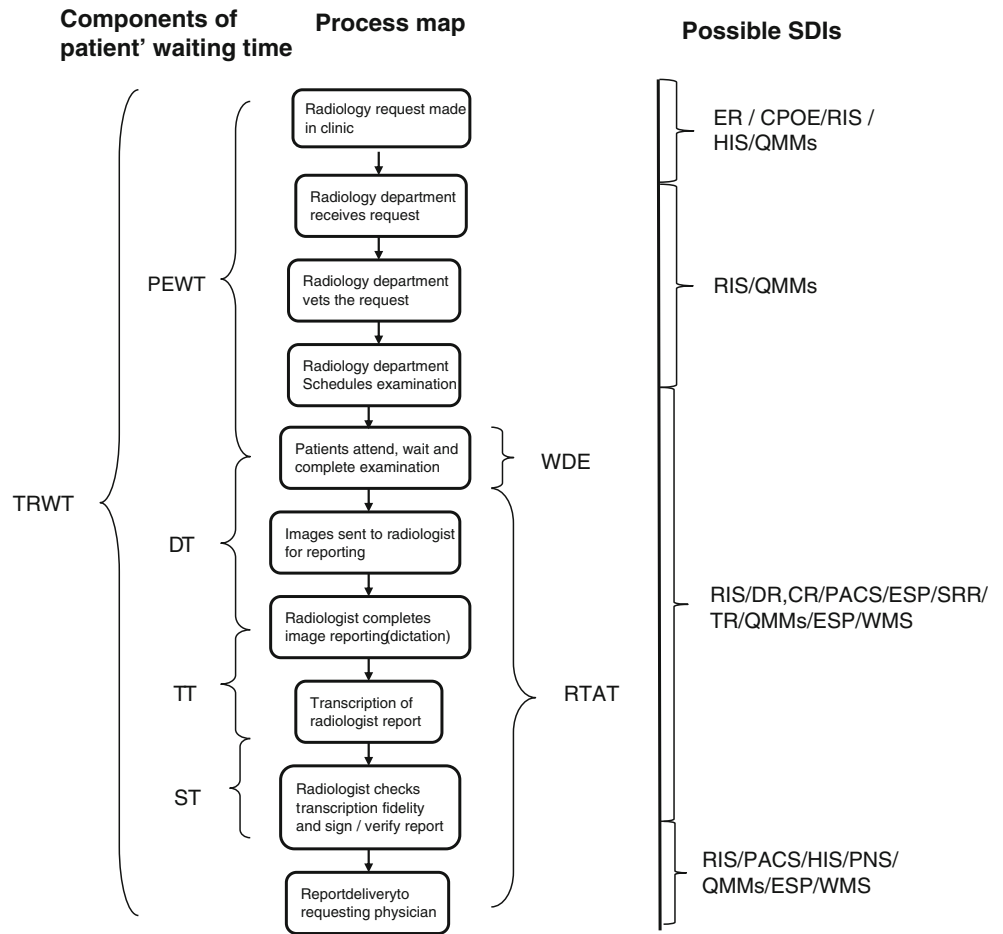 Components of
patient' waiting time
Process map
Possible SDIs
Radiology request made
in clinic
Radiology department
receives request
Radiology department
vets the request
Radiology department
Schedules examination
Patients attend, wait and
complete examination
Images sent to radiologist
for reporting
Radiologist completes
image reporting(dictation)
Transcription of
radiologist report
Radiologist checks
transcription fidelity
and sign / verify report
Reportdeliveryto
requesting physician
TRWT
PEWT
DT
TT
ST
WDE
RTAT
ER / CPOE/RIS /
HIS/QMMs
RIS/QMMs
RIS/DR,CR/PACS/ESP/SRR/
TR/QMMs/ESP/WMS
RIS/PACS/HIS/PNS/
QMMs/ESP/WMS